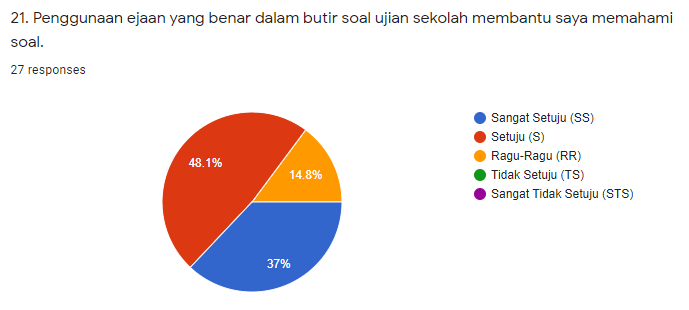 21. Penggunaan ejaan yang benar dalam butir soal ujian sekolah membantu saya memahami
soal.
27 responses
48.1%
14.8%
37%
Sangat Setuju (SS)
Setuju (S)
Ragu-Ragu (RR)
Tidak Setuju (TS)
Sangat Tidak Setuju (STS)